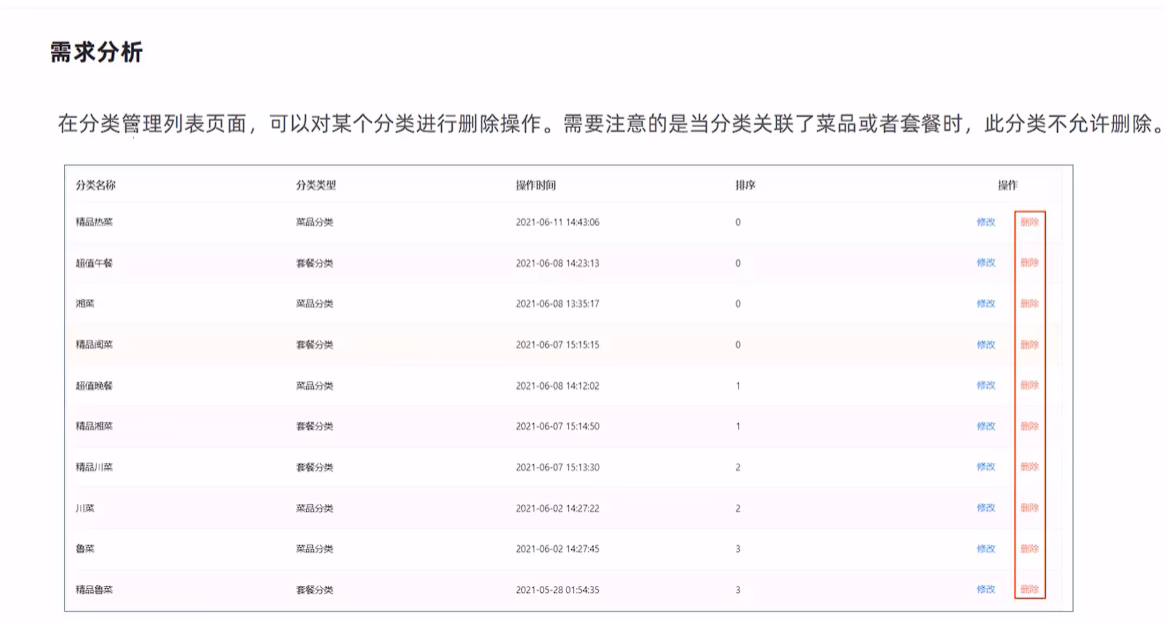 需求分析
在分类管理列表页面，可以对某个分类进行删除操作。需要注意的是当分类关联了菜品或者套餐时，此分类不允许删除。
分类名称 分类类型 操作时间 排序 操作
精品热菜 菜品分类 2021-06-11 14:43:06 0 修改 删除
超值午餐 套餐分类 2021-06-08 14:23:13 0 修改 删除
湘菜 菜品分类 2021-06-08 13:35:17 0 修改 删除
精品闽菜 套餐分类 2021-06-07 15:15:15 0 修改 删除
超值晚餐 菜品分类 2021-06-08 14:12:02 1 修改 删除
精品湘菜 套餐分类 2021-06-07 15:14:50 1 修改 删除
精品川菜 套餐分类 2021-06-07 15:13:30 2 修改 删除
川菜 菜品分类 2021-06-02 14:27:22 2 修改 删除
鲁菜 菜品分类 2021-06-02 14:27:45 3 修改 删除
精品鲁菜 套餐分类 2021-05-28 01:54:35 3 修改 删除